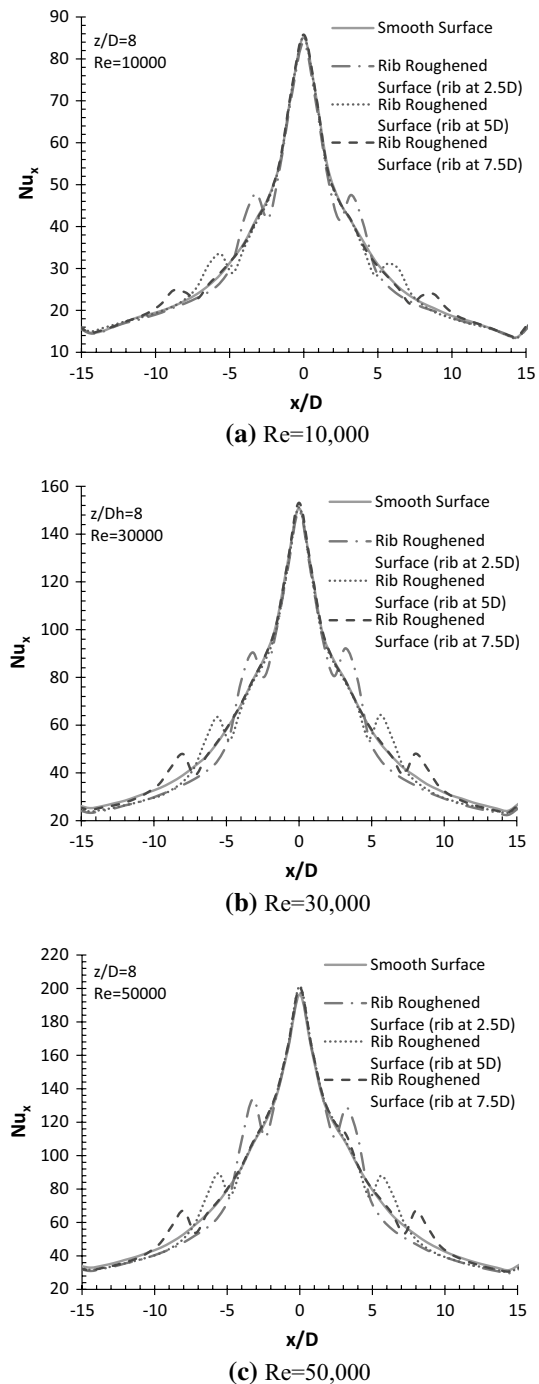 z/D=8
Re=10000
Smooth Surface
Rib Roughened
Surface (rib at 2.5D)
Rib Roughened
Surface (rib at 5D)
Rib Roughened
Surface (rib at 7.5D)
90
80
70
60
50
40
30
20
10
Nux
-15 -10 -5 0 5 10 15
x/D
(a) Re=10,000
z/Dh=8
Re=30000
Smooth Surface
Rib Roughened
Surface (rib at 2.5D)
Rib Roughened
Surface (rib at 5D)
Rib Roughened
Surface (rib at 7.5D)
160
140
120
100
80
60
40
20
Nux
-15 -10 -5 0 5 10 15
x/D
(b) Re=30,000
z/D=8
Re=50000
Smooth Surface
Rib Roughened
Surface (rib at 2.5D)
Rib Roughened
Surface (rib at 5D)
Rib Roughened
Surface (rib at 7.5D)
220
200
180
160
140
120
100
80
60
40
20
Nux
-15 -10 -5 0 5 10 15
x/D
(c) Re=50,000